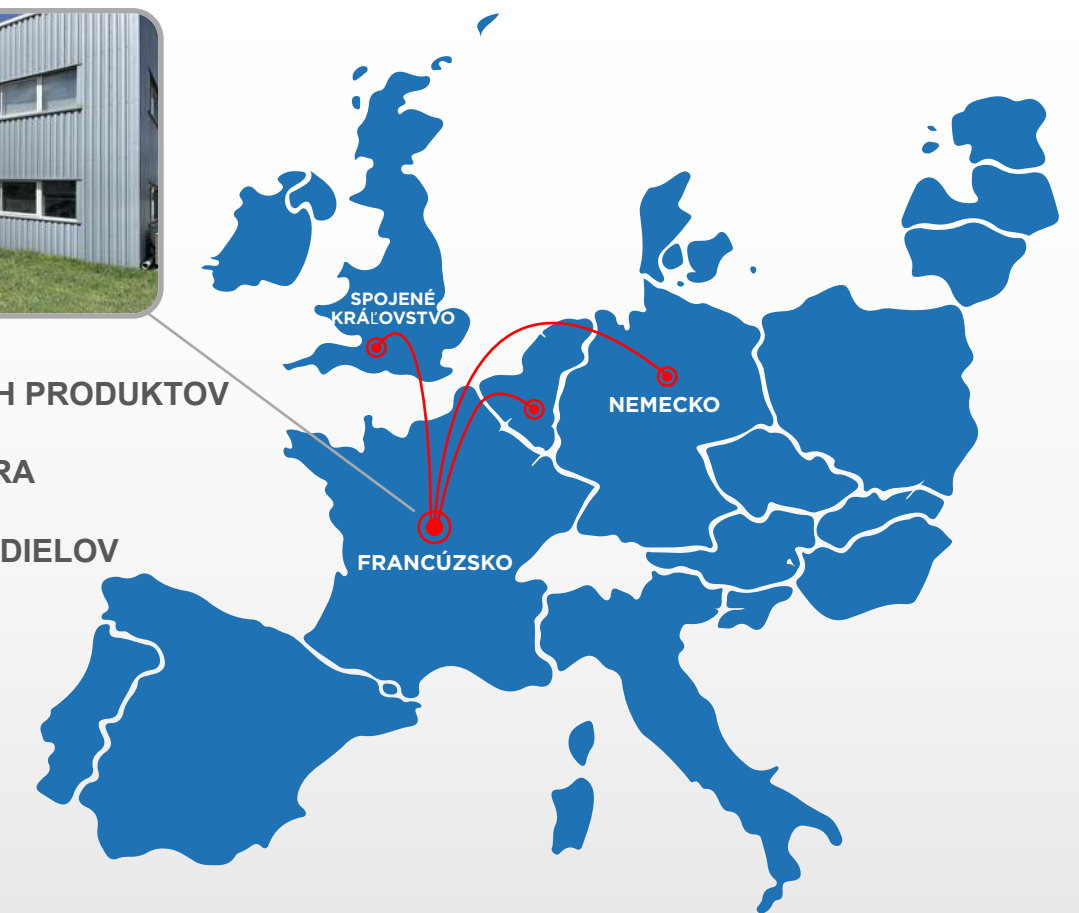 SPOJENÉ
KRÁĽOVSTVO
H PRODUKTOV
NEMECKO
RA
DIELOV
FRANCÚZSKO